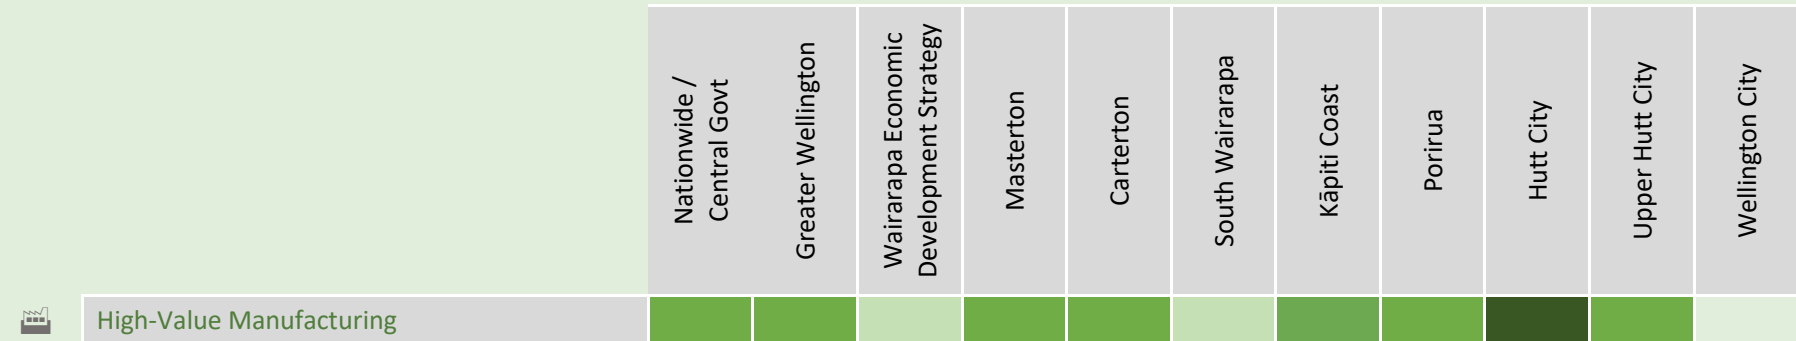 Nationwide /
Central Govt
Greater Wellington
Wairarapa Economic
Development Strategy
Masterton
Carterton
South Wairarapa
Kāpiti Coast
Porirua
Hutt City
Upper Hutt City
Wellington City
High-Value Manufacturing